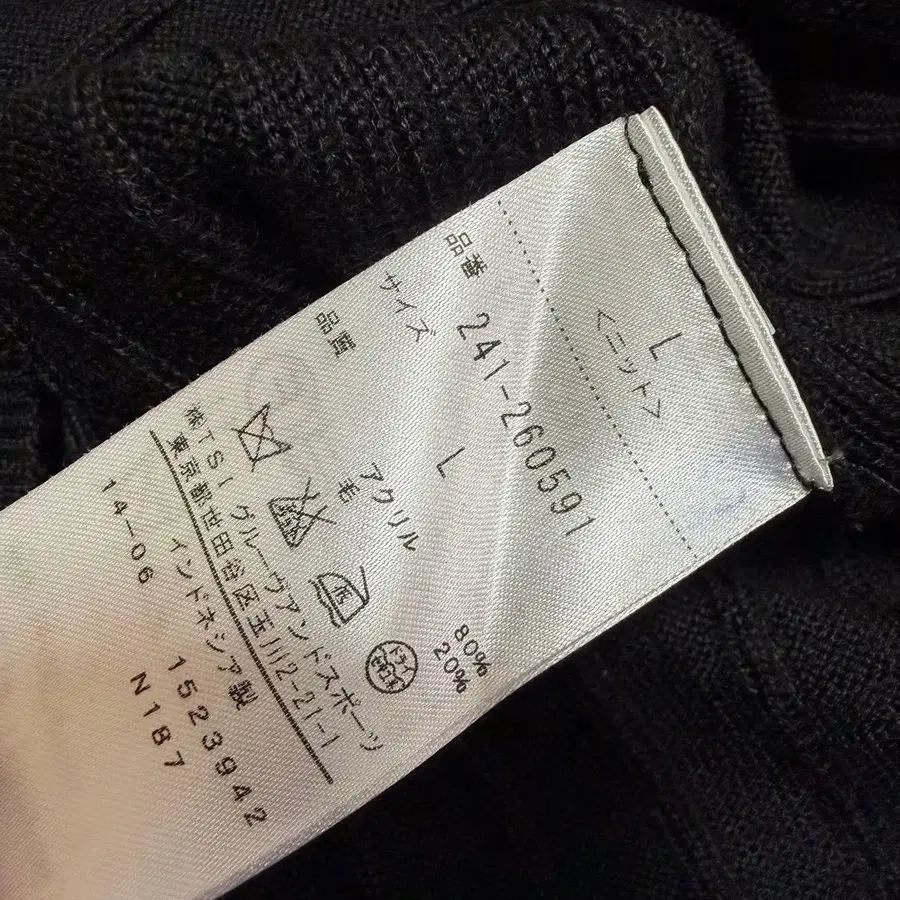 L
<ニット>
品番 241-260591
サイズ L
品質
アクリル 80%
毛 20%
ドライ
㈱TSIグルーヴアンドスポーツ
東京都世田谷区玉川2-21-1
インドネシア製
14-06 1523942
N187